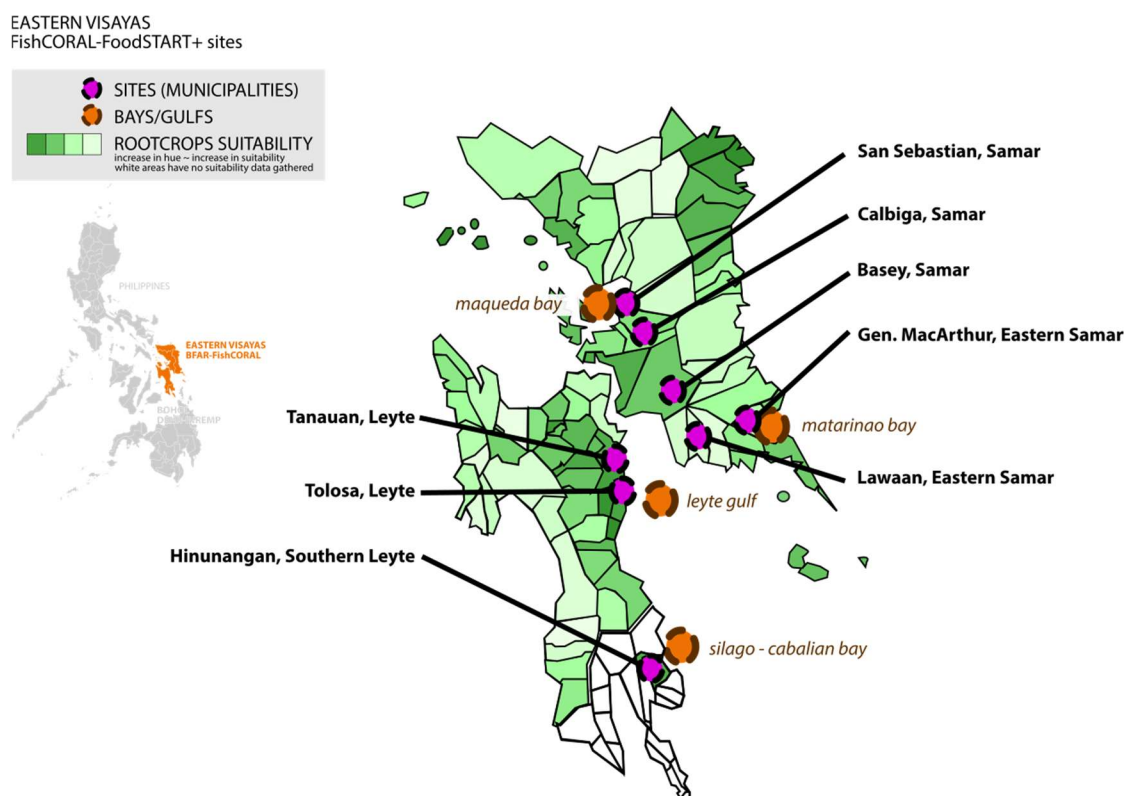 EASTERN VISAYAS
FishCORAL-FoodSTART+ sites
SITES (MUNICIPALITIES)
BAYS/GULFS
ROOTCROPS SUITABILITY
increase in hue ~ increase in suitability
white areas have no suitability data gathered
PHILIPPINES
EASTERN VISAYAS
BFAR-FishCORAL
San Sebastian, Samar
Calbiga, Samar
Basey, Samar
Gen. MacArthur, Eastern Samar
Lawaan, Eastern Samar
Tanauan, Leyte
Tolosa, Leyte
Hinunangan, Southern Leyte
maqueda bay
matarinao bay
leyte gulf
silago - cabalian bay